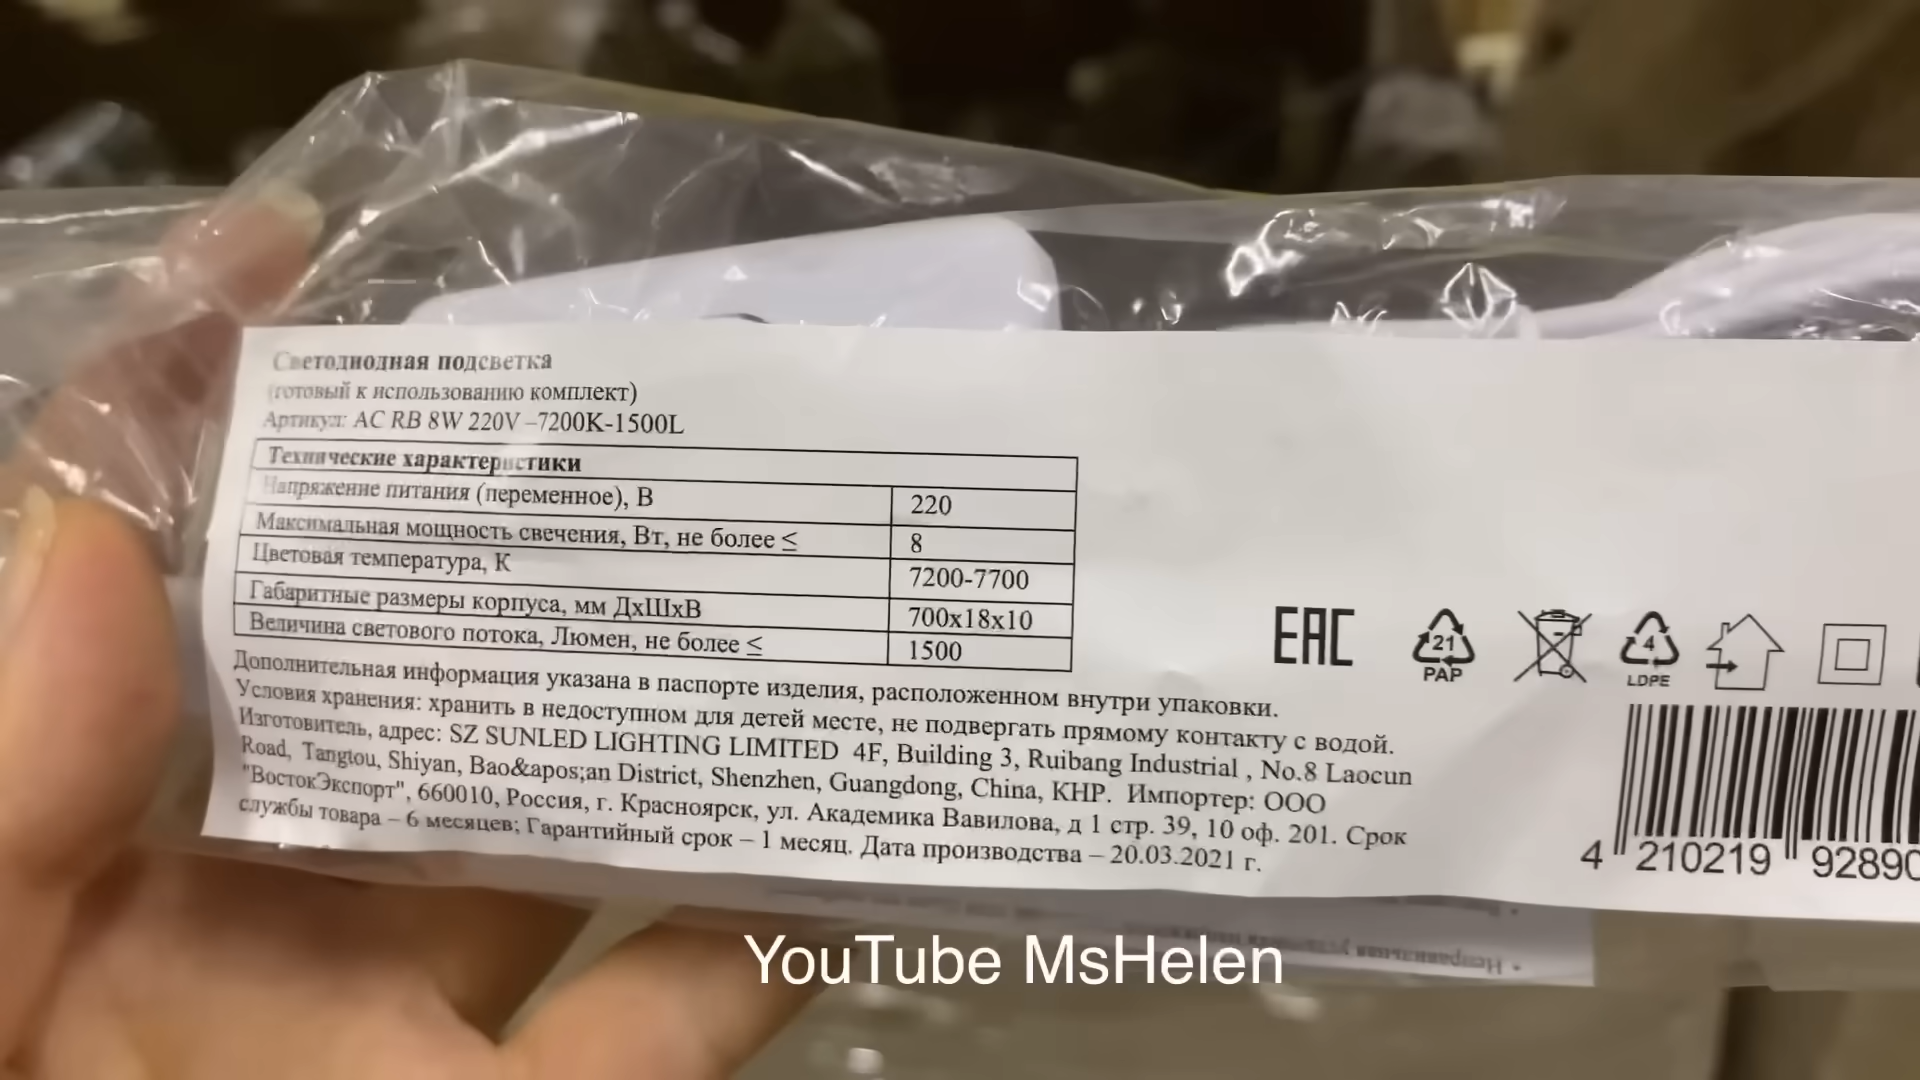 Светодиодная подсветка
(готовый к использованию комплект)
Артикул: AC RB 8W 220V –7200K-1500L
Технические характеристики
Напряжение питания (переменное), В 220
Максимальная мощность свечения, Вт, не более ≤ 8
Цветовая температура, К 7200-7700
Габаритные размеры корпуса, мм ДхШхВ 700х18х10
Величина светового потока, Люмен, не более ≤ 1500
Дополнительная информация указана в паспорте изделия, расположенном внутри упаковки.
Условия хранения: хранить в недоступном для детей месте, не подвергать прямому контакту с водой.
Изготовитель, адрес: SZ SUNLED LIGHTING LIMITED 4F, Building 3, Ruibang Industrial , No.8 Laocun
Road, Tangtou, Shiyan, Bao&apos;an District, Shenzhen, Guangdong, China, КНР. Импортер: ООО
"ВостокЭкспорт", 660010, Россия, г. Красноярск, ул. Академика Вавилова, д 1 стр. 39, 10 оф. 201. Срок
службы товара – 6 месяцев; Гарантийный срок – 1 месяц. Дата производства – 20.03.2021 г.
EAC
21
PAP
4
LDPE
4 210219 92890
Неправильная
YouTube MsHelen